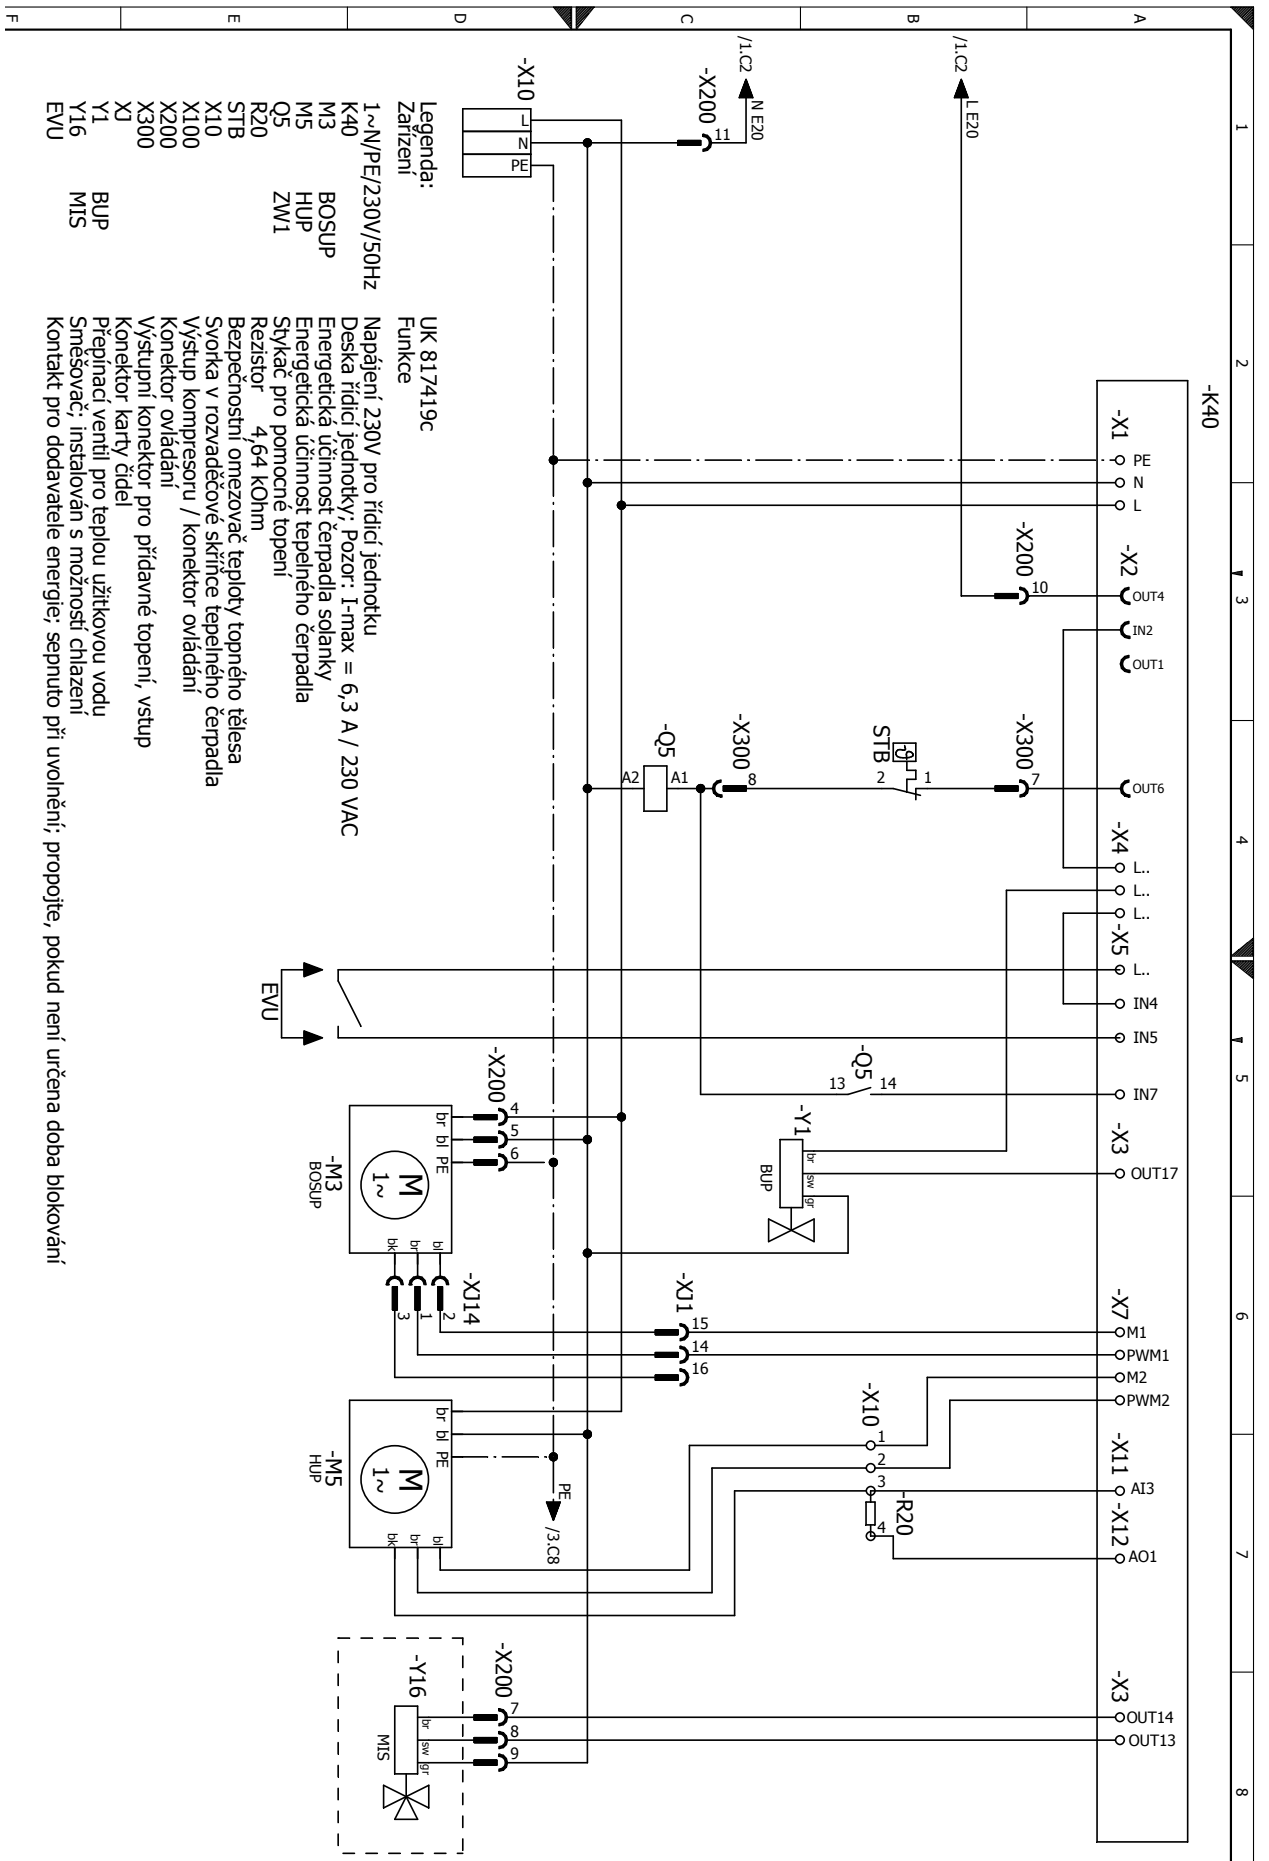 A
B
C
D
E
F
1
2
3
4
5
6
7
8
-K40
-X1
PE
N
L
-X2
OUT4
IN2
OUT1
OUT6
-X4
L..
L..
L..
-X5
L..
IN4
IN5
IN7
-X3
OUT17
-X7
M1
PWM1
M2
PWM2
-X11
AI3
-X12
AO1
-X3
OUT14
OUT13
/1.C2
L E20
/1.C2
N E20
-X200
11
-X200
10
-X300
7
STB
1
2
-X300
8
-Q5
A1
A2
-Q5
13
14
-Y1
br
sw
gr
BUP
-XJ1
15
14
16
-X10
1
2
3
4
-R20
-X10
L
N
PE
EVU
-X200
4
5
6
br
bl
PE
M
1~
-M3
BOSUP
bk
br
bl
-XJ14
3
1
2
br
bl
PE
M
1~
-M5
HUP
bk
br
bl
PE
/3.C8
-X200
7
8
9
-Y16
br
sw
gr
MIS
Legenda: UK 817419c
Zařízení Funkce
1~N/PE/230V/50Hz Napájení 230V pro řídicí jednotku
K40 Deska řídicí jednotky; Pozor: I-max = 6,3 A / 230 VAC
M3 BOSUP Energetická účinnost čerpadla solanky
M5 HUP Energetická účinnost tepelného čerpadla
Q5 ZW1 Stykač pro pomocné topení
R20 Rezistor 4,64 kOhm
STB Bezpečnostní omezovač teploty topného tělesa
X10 Svorka v rozvaděčové skříňce tepelného čerpadla
X100 Výstup kompresoru / konektor ovládání
X200 Konektor ovládání
X300 Výstupní konektor pro přídavné topení, vstup
XJ Konektor karty čidel
Y1 BUP Přepínací ventil pro teplou užitkovou vodu
Y16 MIS Směšovač; instalován s možností chlazení
EVU Kontakt pro dodavatele energie; sepnuto při uvolnění; propojte, pokud není určena doba blokování